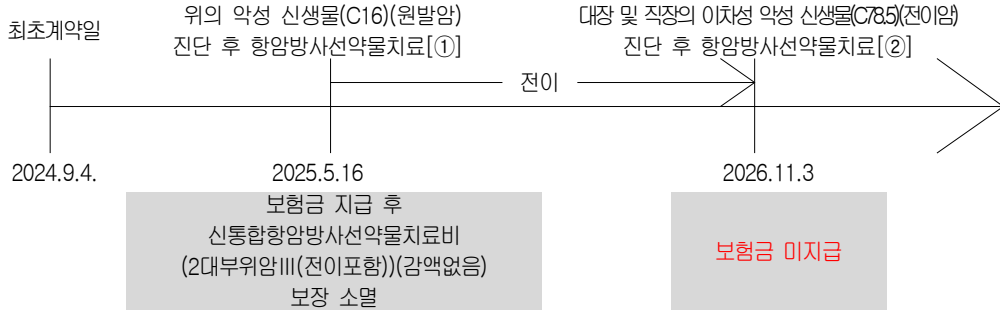 최초계약일
위의 악성 신생물(C16)(원발암)
진단 후 항암방사선약물치료[①]
대장 및 직장의 이차성 악성 신생물(C78.5)(전이암)
진단 후 항암방사선약물치료[②]
전이
2024.9.4.
2025.5.16
2026.11.3
보험금 지급 후
신통합항암방사선약물치료비
(2대부위암Ⅲ(전이포함))(감액없음)
보장 소멸
보험금 미지급